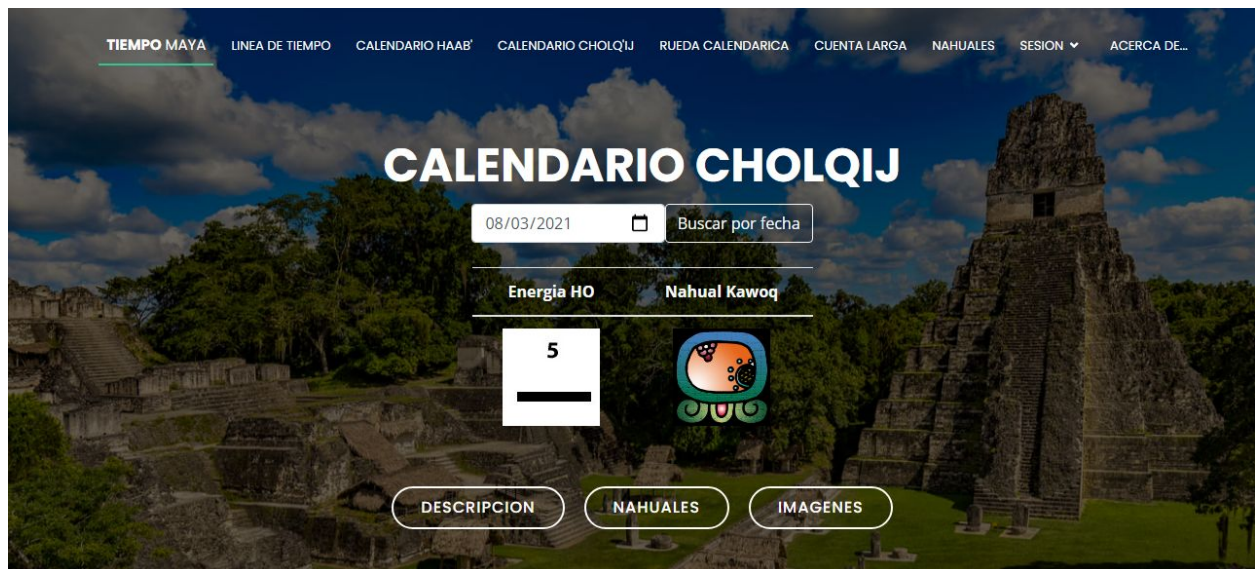 TIEMPO MAYA LINEA DE TIEMPO CALENDARIO HAAB' CALENDARIO CHOLQ'IJ RUEDA CALENDARICA CUENTA LARGA NAHUALES SESION ACERCA DE...
CALENDARIO CHOLQIJ
08/03/2021 Buscar por fecha
Energia HO Nahual Kawoq
5
DESCRIPCION NAHUALES IMAGENES